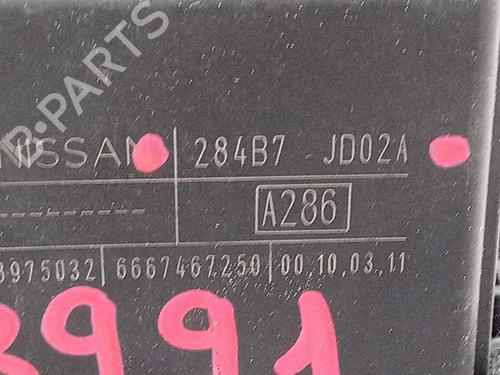 B-PARTS
NISSAN 284B7 - JD02A
------------ A286
3975032 6667467250 00,10,03,11
3991